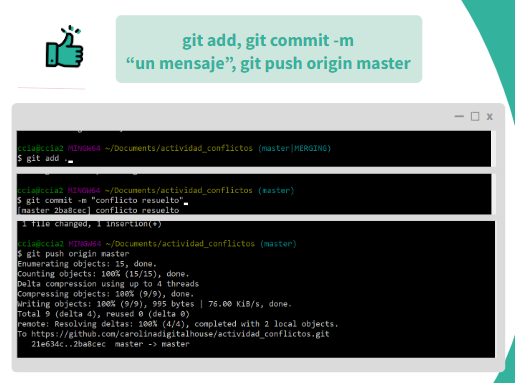 git add, git commit -m
“un mensaje”, git push origin master
ccia@ccia2 MINGW64 ~/Documents/actividad_conflictos (master|MERGING)
$ git add .
ccia@ccia2 MINGW64 ~/Documents/actividad_conflictos (master)
$ git commit -m "conflicto resuelto"
[master 2ba8cec] conflicto resuelto
1 file changed, 1 insertion(+)
ccia@ccia2 MINGW64 ~/Documents/actividad_conflictos (master)
$ git push origin master
Enumerating objects: 15, done.
Counting objects: 100% (15/15), done.
Delta compression using up to 4 threads
Compressing objects: 100% (9/9), done.
Writing objects: 100% (9/9), 995 bytes | 76.00 KiB/s, done.
Total 9 (delta 4), reused 0 (delta 0)
remote: Resolving deltas: 100% (4/4), completed with 2 local objects.
To https://github.com/carolinadigitalhouse/actividad_conflictos.git
21e634c..2ba8cec master -> master